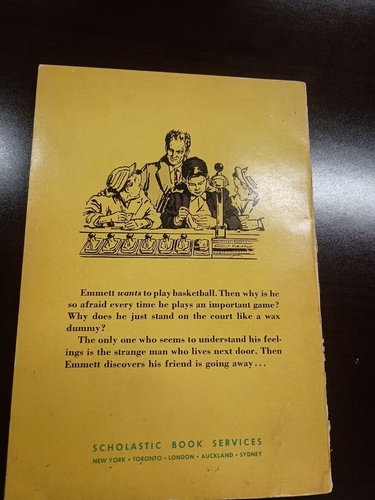 Emmett wants to play basketball. Then why is he
so afraid every time he plays an important game?
Why does he just stand on the court like a wax
dummy?
The only one who seems to understand his feel-
ings is the strange man who lives next door. Then
Emmett discovers his friend is going away . . .
SCHOLASTIC BOOK SERVICES
NEW YORK • TORONTO • LONDON • AUCKLAND • SYDNEY